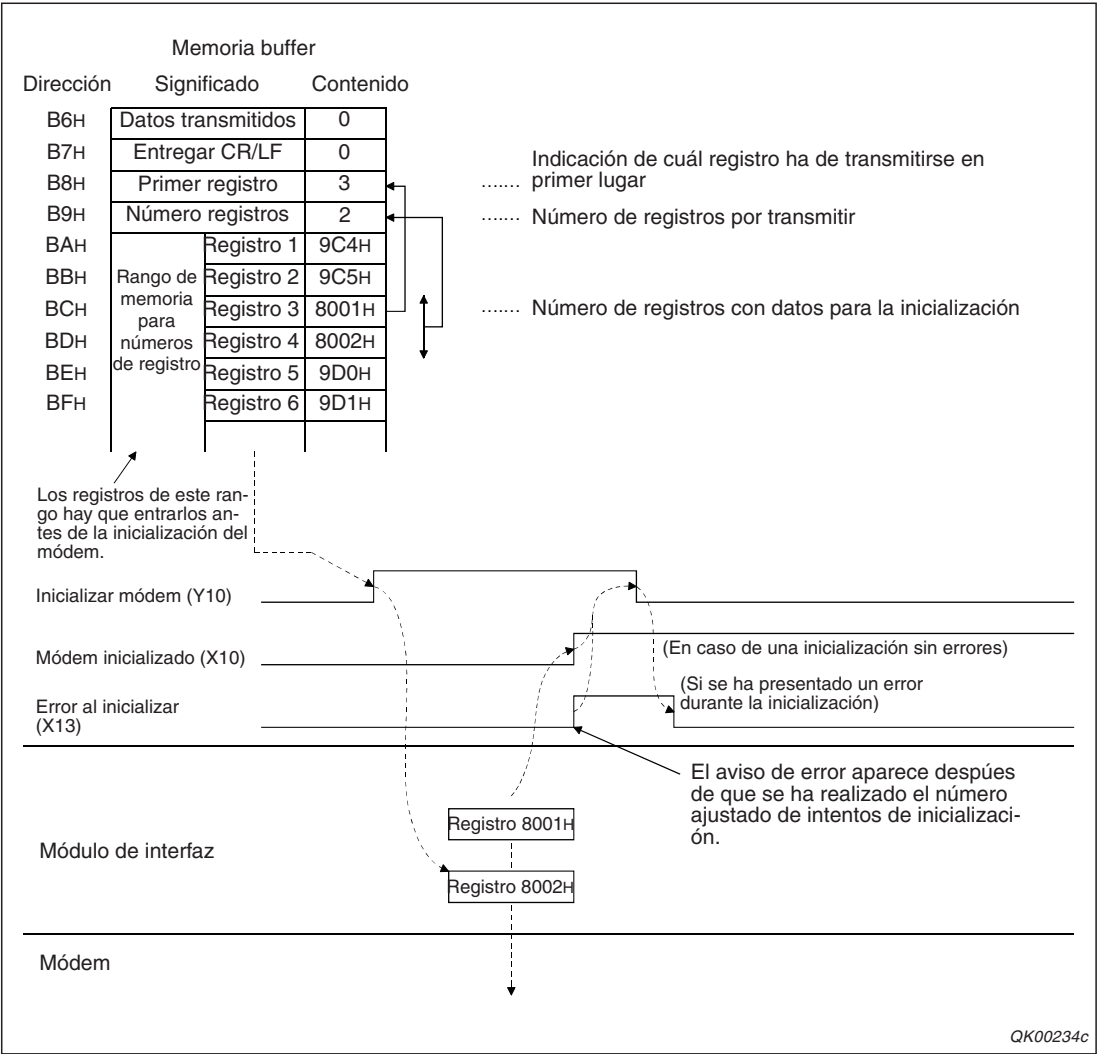 Memoria buffer
Dirección Significado Contenido
B6H Datos transmitidos 0
B7H Entregar CR/LF 0
B8H Primer registro 3
B9H Número registros 2
BAH Registro 1 9C4H
BBH Registro 2 9C5H
BCH Registro 3 8001H
BDH Registro 4 8002H
BEH Registro 5 9D0H
BFH Registro 6 9D1H
Rango de
memoria
para
números
de registro
Indicación de cuál registro ha de transmitirse en
....... primer lugar
....... Número de registros por transmitir
....... Número de registros con datos para la inicialización
Los registros de este ran-
go hay que entrarlos an-
tes de la inicialización del
módem.
Inicializar módem (Y10)
Módem inicializado (X10)
(En caso de una inicialización sin errores)
Error al inicializar
(X13)
(Si se ha presentado un error
durante la inicialización)
El aviso de error aparece despúes
de que se ha realizado el número
ajustado de intentos de inicializaci-
ón.
Módulo de interfaz
Registro 8001H
Registro 8002H
Módem
QK00234c